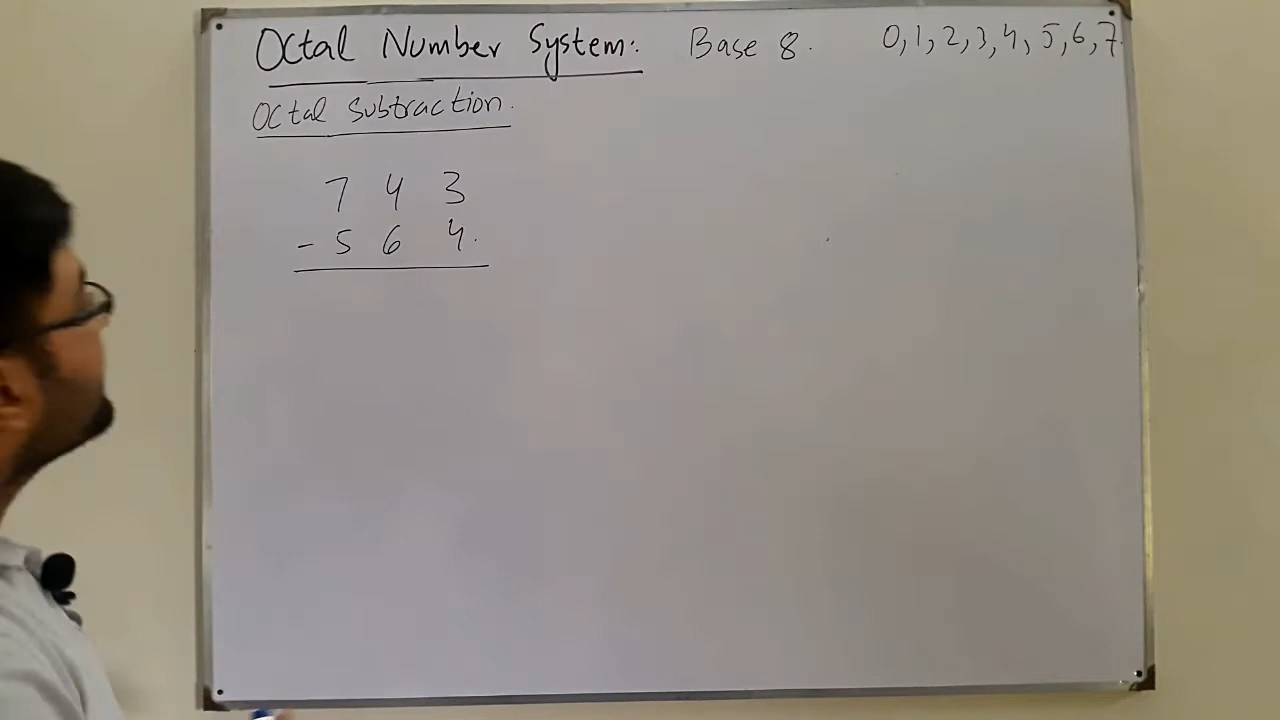 Octal Number System: Base 8. 0, 1, 2, 3, 4, 5, 6, 7.
Octal Subtraction.
7 4 3
- 5 6 4.